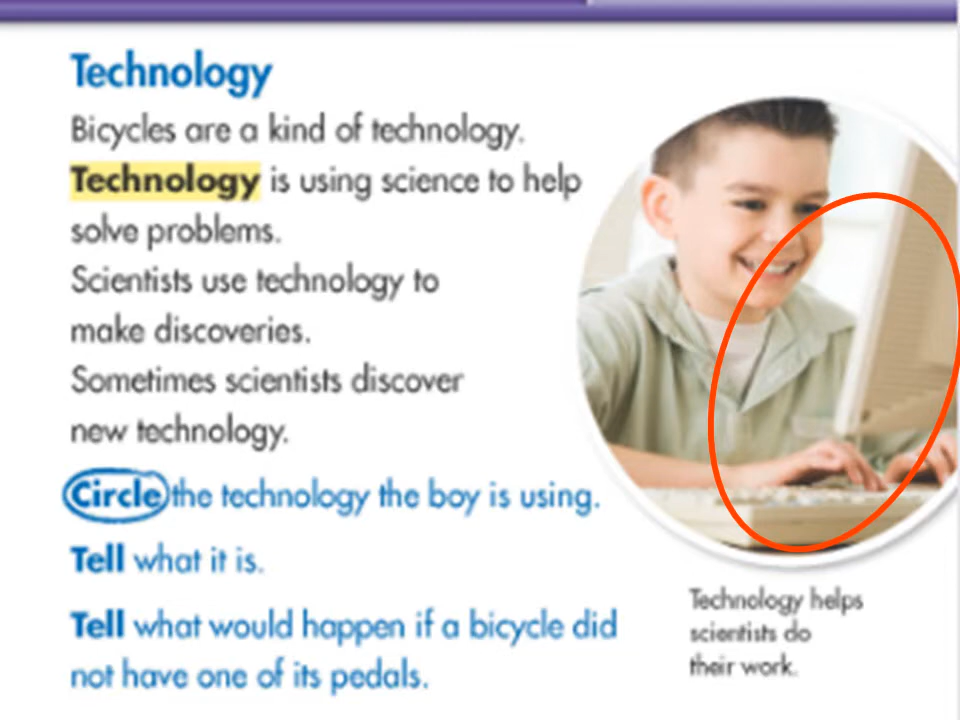 Technology
Bicycles are a kind of technology.
Technology is using science to help
solve problems.
Scientists use technology to
make discoveries.
Sometimes scientists discover
new technology.
Circle the technology the boy is using.
Tell what it is.
Tell what would happen if a bicycle did
not have one of its pedals.
Technology helps
scientists do
their work.